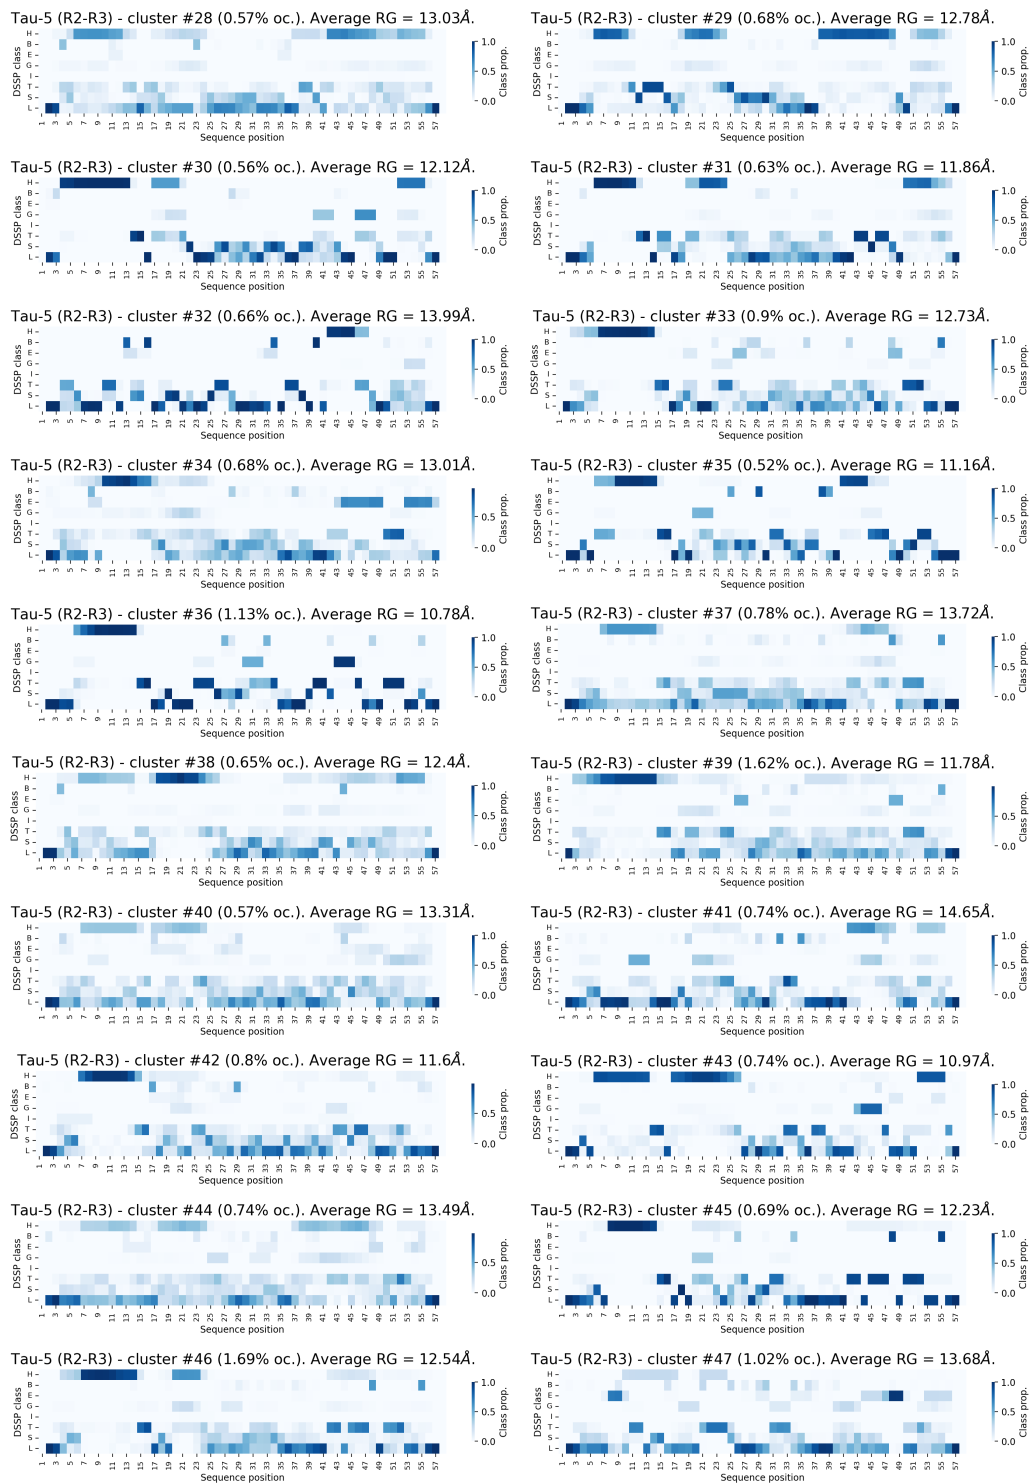 Tau-5 (R2-R3) - cluster #28 (0.57% oc.). Average RG = 13.03Å.
Tau-5 (R2-R3) - cluster #29 (0.68% oc.). Average RG = 12.78Å.
Tau-5 (R2-R3) - cluster #30 (0.56% oc.). Average RG = 12.12Å.
Tau-5 (R2-R3) - cluster #31 (0.63% oc.). Average RG = 11.86Å.
Tau-5 (R2-R3) - cluster #32 (0.66% oc.). Average RG = 13.99Å.
Tau-5 (R2-R3) - cluster #33 (0.9% oc.). Average RG = 12.73Å.
Tau-5 (R2-R3) - cluster #34 (0.68% oc.). Average RG = 13.01Å.
Tau-5 (R2-R3) - cluster #35 (0.52% oc.). Average RG = 11.16Å.
Tau-5 (R2-R3) - cluster #36 (1.13% oc.). Average RG = 10.78Å.
Tau-5 (R2-R3) - cluster #37 (0.78% oc.). Average RG = 13.72Å.
Tau-5 (R2-R3) - cluster #38 (0.65% oc.). Average RG = 12.4Å.
Tau-5 (R2-R3) - cluster #39 (1.62% oc.). Average RG = 11.78Å.
Tau-5 (R2-R3) - cluster #40 (0.57% oc.). Average RG = 13.31Å.
Tau-5 (R2-R3) - cluster #41 (0.74% oc.). Average RG = 14.65Å.
Tau-5 (R2-R3) - cluster #42 (0.8% oc.). Average RG = 11.6Å.
Tau-5 (R2-R3) - cluster #43 (0.74% oc.). Average RG = 10.97Å.
Tau-5 (R2-R3) - cluster #44 (0.74% oc.). Average RG = 13.49Å.
Tau-5 (R2-R3) - cluster #45 (0.69% oc.). Average RG = 12.23Å.
Tau-5 (R2-R3) - cluster #46 (1.69% oc.). Average RG = 12.54Å.
Tau-5 (R2-R3) - cluster #47 (1.02% oc.). Average RG = 13.68Å.
DSSP class
H
B
E
G
I
T
S
L
1 3 5 7 9 11 13 15 17 19 21 23 25 27 29 31 33 35 37 39 41 43 45 47 49 51 53 55 57
Sequence position
1.0
0.5
0.0
Class prop.